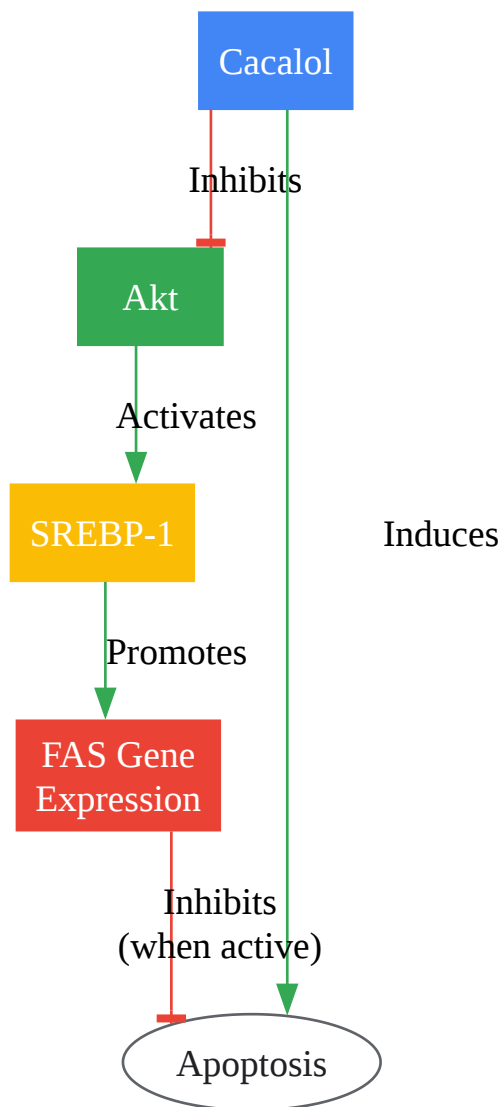 Cacalol
Inhibits
Akt
Activates
SREBP-1
Induces
Promotes
FAS Gene
Expression
Inhibits
(when active)
Apoptosis